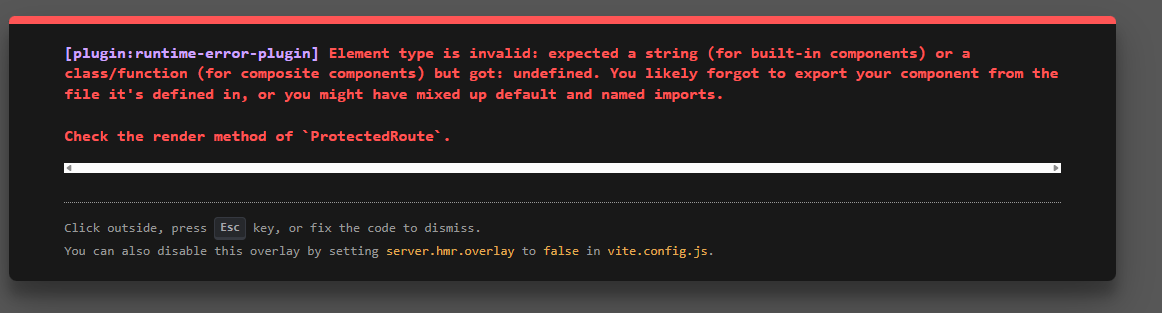 [plugin:runtime-error-plugin] Element type is invalid: expected a string (for built-in components) or a
class/function (for composite components) but got: undefined. You likely forgot to export your component from the
file it's defined in, or you might have mixed up default and named imports.
Check the render method of `ProtectedRoute`.
Click outside, press Esc key, or fix the code to dismiss.
You can also disable this overlay by setting server.hmr.overlay to false in vite.config.js.